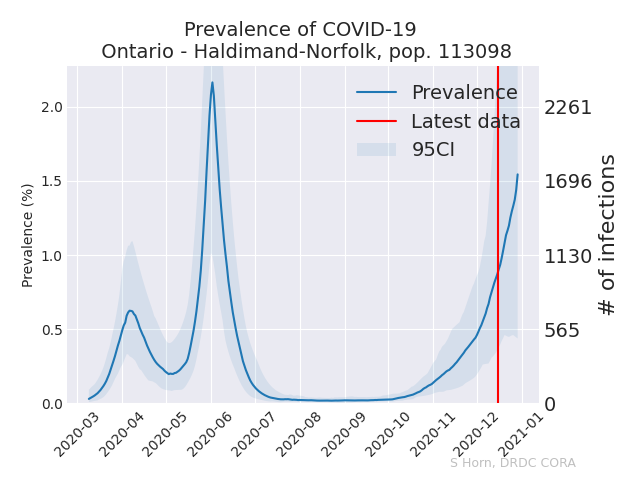 Prevalence of COVID-19
Ontario - Haldimand-Norfolk, pop. 113098
Prevalence
Latest data
95CI
Prevalence (%)
2.0
1.5
1.0
0.5
0.0
2261
1696
1130
565
0
# of infections
2020-03
2020-04
2020-05
2020-06
2020-07
2020-08
2020-09
2020-10
2020-11
2020-12
2021-01
S Horn, DRDC CORA